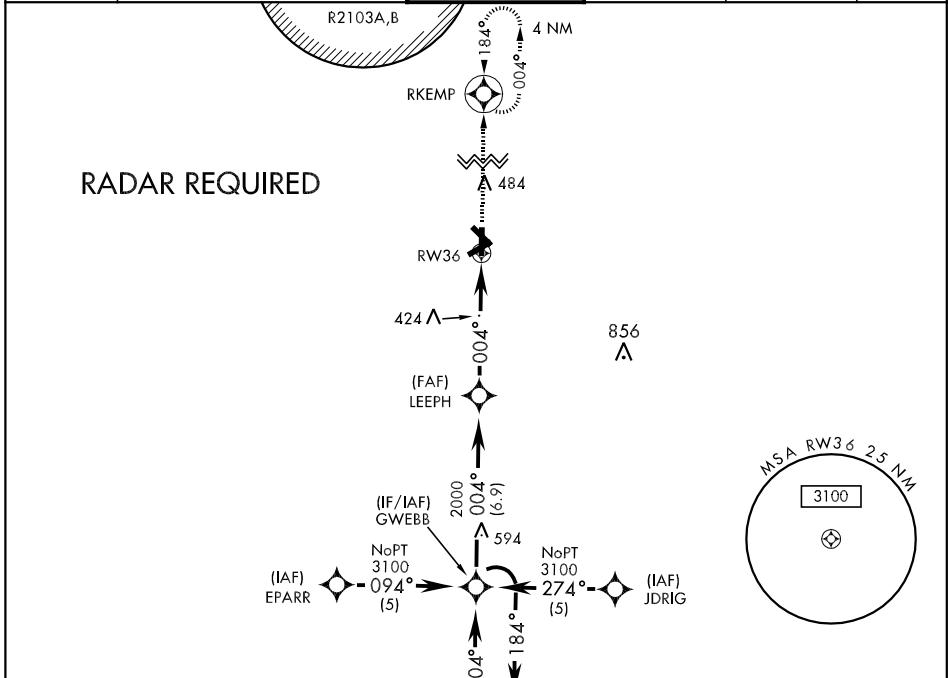 R2103A,B
184°
4 NM
004°
RKEMP
RADAR REQUIRED
484
RW36
424
004°
856
(FAF)
LEEPH
2000
004°
(6.9)
MSA RW36 25 NM
3100
(IF/IAF)
GWEBB
594
NoPT
3100
094°
(5)
(IAF)
EPARR
NoPT
3100
274°
(5)
(IAF)
JDRIG
184°
04°